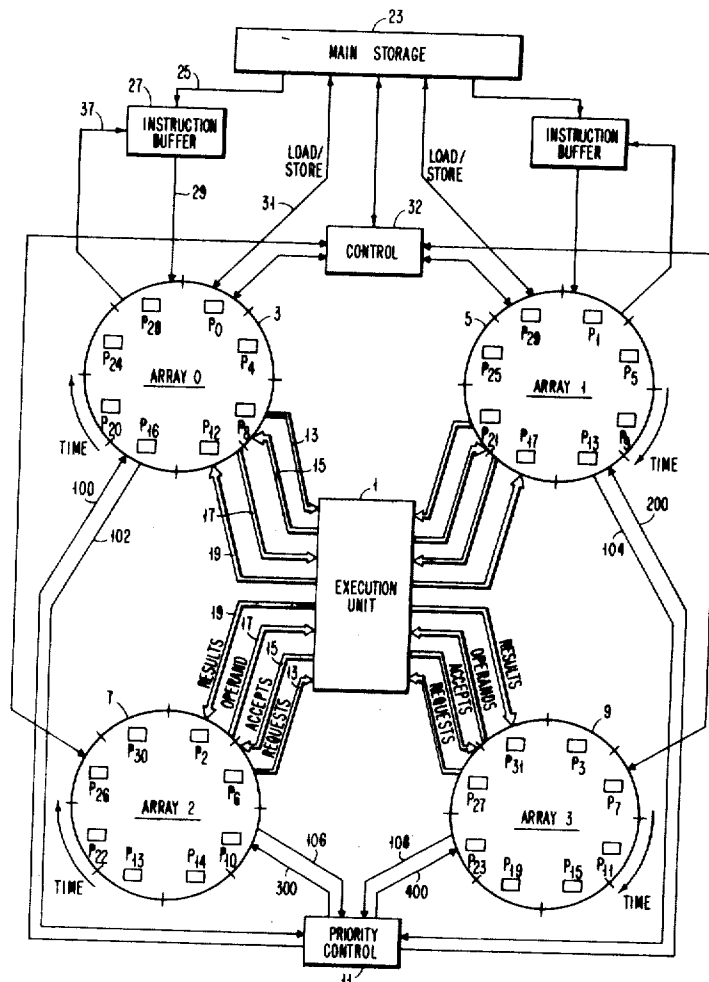 23
MAIN STORAGE
25
27
37
INSTRUCTION
BUFFER
INSTRUCTION
BUFFER
29
LOAD/
STORE
LOAD/
STORE
31
32
CONTROL
3
5
P28
P0
P24
P4
ARRAY 0
P20
P16
P12
P8
TIME
P29
P1
P25
P5
ARRAY 1
P21
P17
P13
P9
TIME
13
15
17
19
1
EXECUTION
UNIT
100
102
200
104
19
17
15
13
RESULTS
OPERAND
ACCEPTS
REQUESTS
RESULTS
OPERANDS
ACCEPTS
REQUESTS
7
9
P30
P2
P26
P6
ARRAY 2
P22
P13
P14
P10
TIME
P31
P3
P27
P7
ARRAY 3
P23
P19
P15
P11
TIME
106
300
108
400
PRIORITY
CONTROL
11